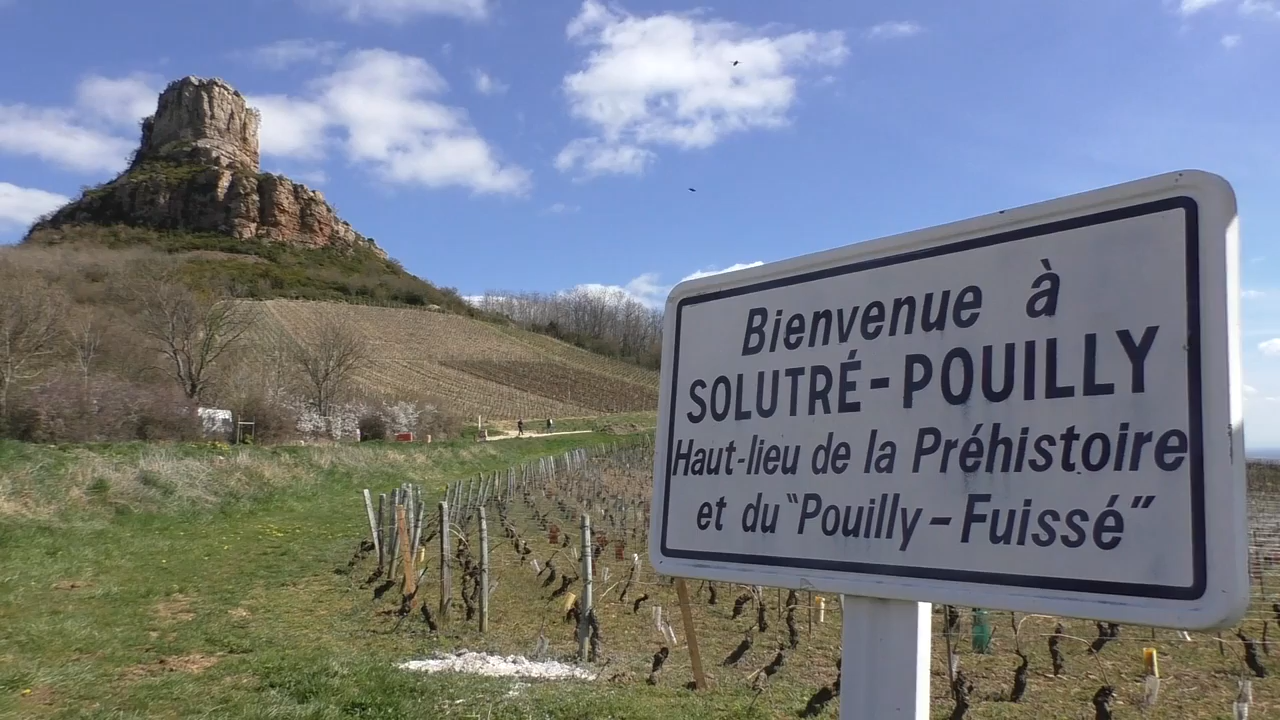 Bienvenue à
SOLUTRÉ-POUILLY
Haut-lieu de la Préhistoire
et du "Pouilly-Fuissé"